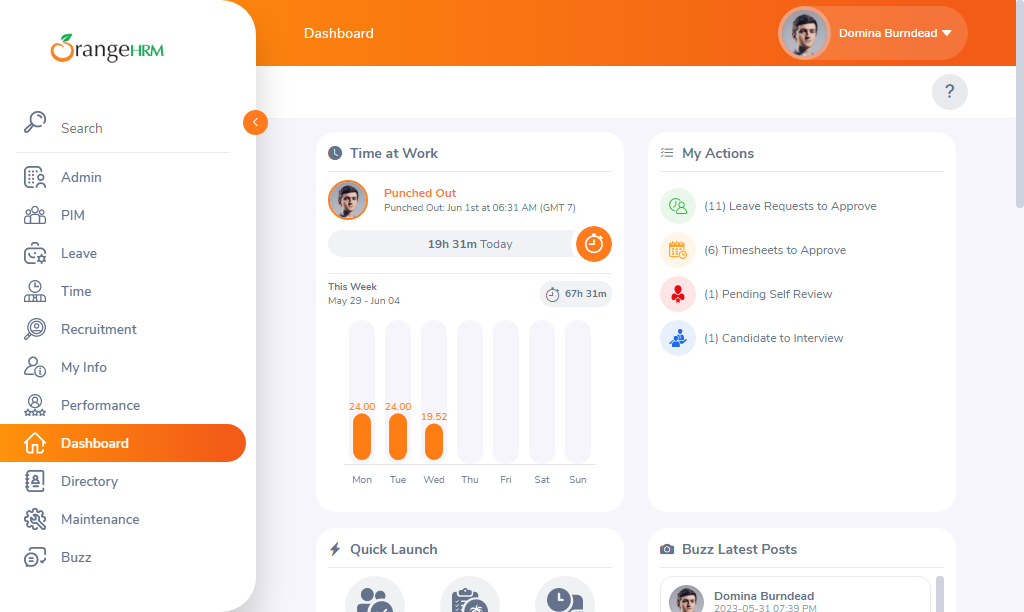 OrangeHRM
Search
Admin
PIM
Leave
Time
Recruitment
My Info
Performance
Dashboard
Directory
Maintenance
Buzz
Dashboard
Domina Burndead
?
Time at Work
Punched Out
Punched Out: Jun 1st at 06:31 AM (GMT 7)
19h 31m Today
This Week
May 29 - Jun 04
67h 31m
24.00 24.00 19.52
Mon Tue Wed Thu Fri Sat Sun
My Actions
(11) Leave Requests to Approve
(6) Timesheets to Approve
(1) Pending Self Review
(1) Candidate to Interview
Quick Launch
Buzz Latest Posts
Domina Burndead
2023-05-31 07:39 PM